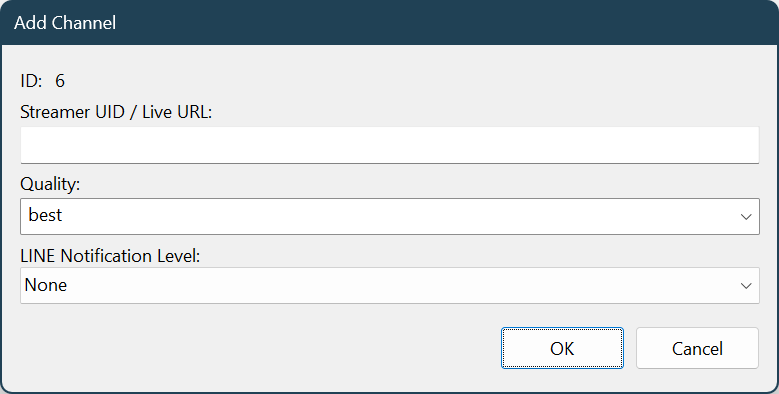 Add Channel
ID: 6
Streamer UID / Live URL:
Quality:
best
LINE Notification Level:
None
OK Cancel